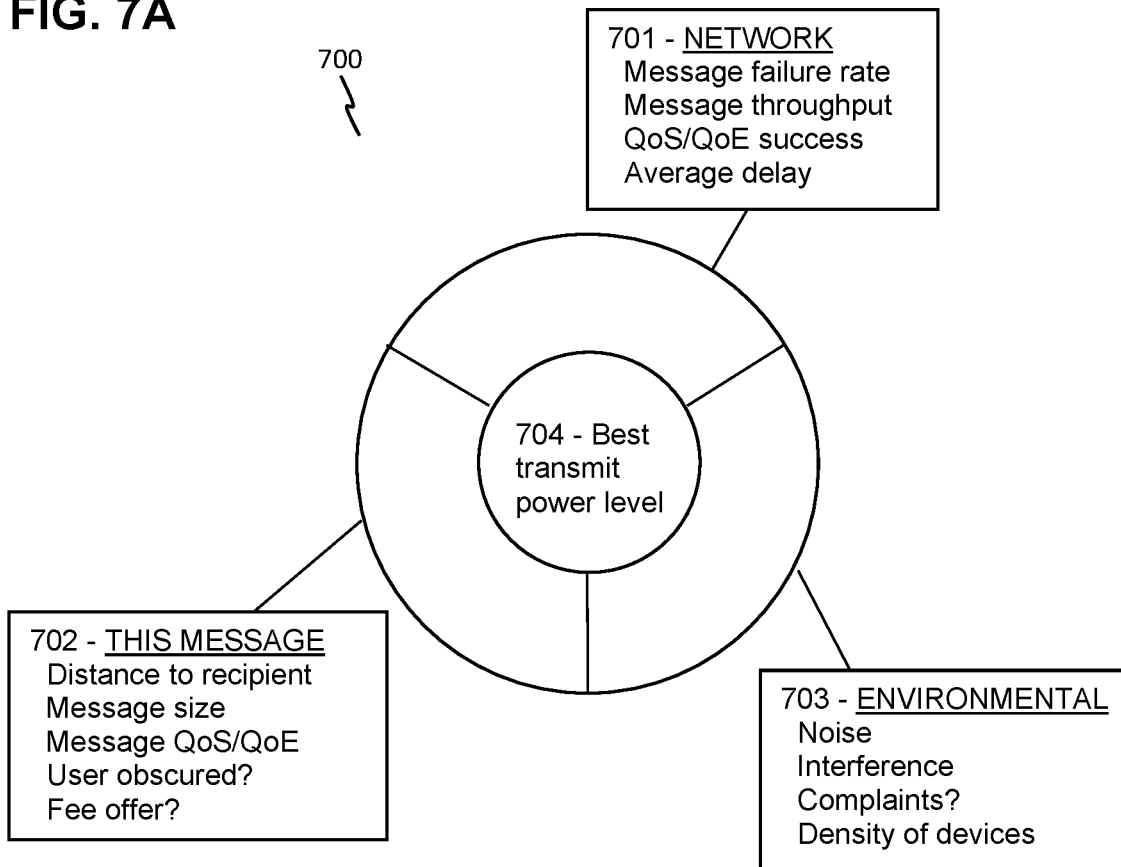 FIG. 7A
700
701 - NETWORK
Message failure rate
Message throughput
QoS/QoE success
Average delay
704 - Best
transmit
power level
702 - THIS MESSAGE
Distance to recipient
Message size
Message QoS/QoE
User obscured?
Fee offer?
703 - ENVIRONMENTAL
Noise
Interference
Complaints?
Density of devices